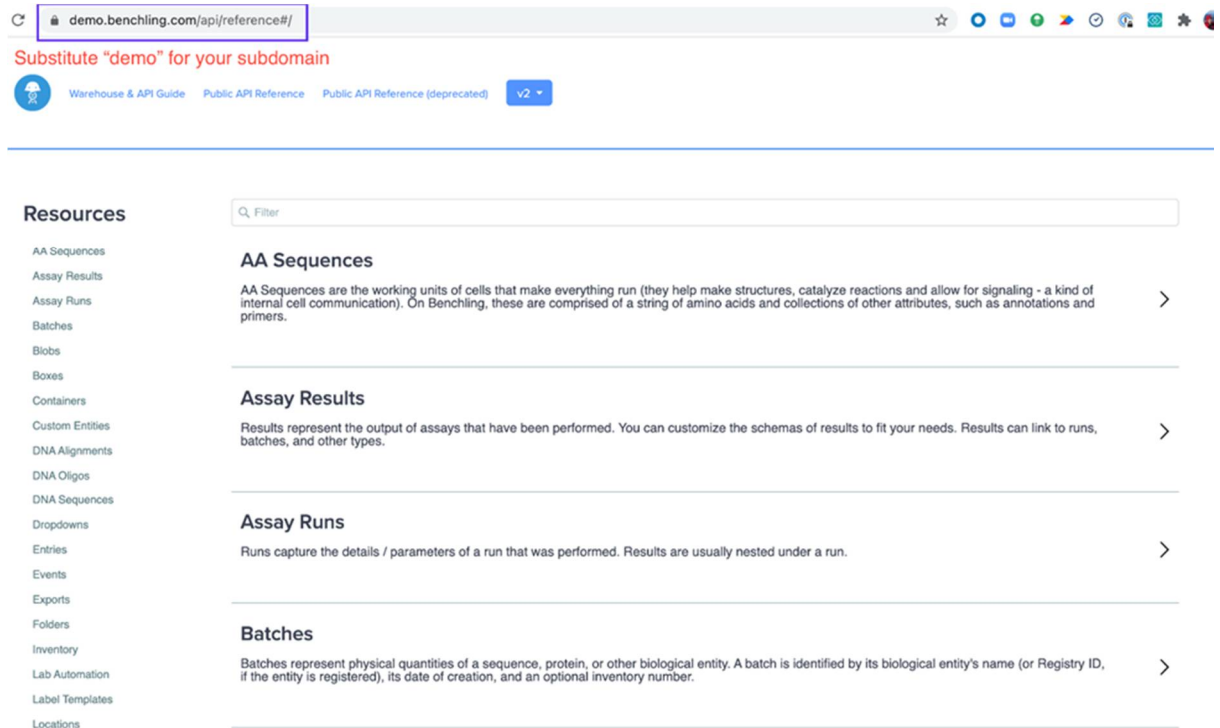 demo.benchling.com/api/reference#/
Substitute “demo” for your subdomain
Warehouse & API Guide Public API Reference Public API Reference (deprecated) v2
Resources
Filter
AA Sequences
Assay Results
Assay Runs
Batches
Blobs
Boxes
Containers
Custom Entities
DNA Alignments
DNA Oligos
DNA Sequences
Dropdowns
Entries
Events
Exports
Folders
Inventory
Lab Automation
Label Templates
Locations
AA Sequences
AA Sequences are the working units of cells that make everything run (they help make structures, catalyze reactions and allow for signaling - a kind of
internal cell communication). On Benchling, these are comprised of a string of amino acids and collections of other attributes, such as annotations and
primers.
Assay Results
Results represent the output of assays that have been performed. You can customize the schemas of results to fit your needs. Results can link to runs,
batches, and other types.
Assay Runs
Runs capture the details / parameters of a run that was performed. Results are usually nested under a run.
Batches
Batches represent physical quantities of a sequence, protein, or other biological entity. A batch is identified by its biological entity's name (or Registry ID,
if the entity is registered), its date of creation, and an optional inventory number.